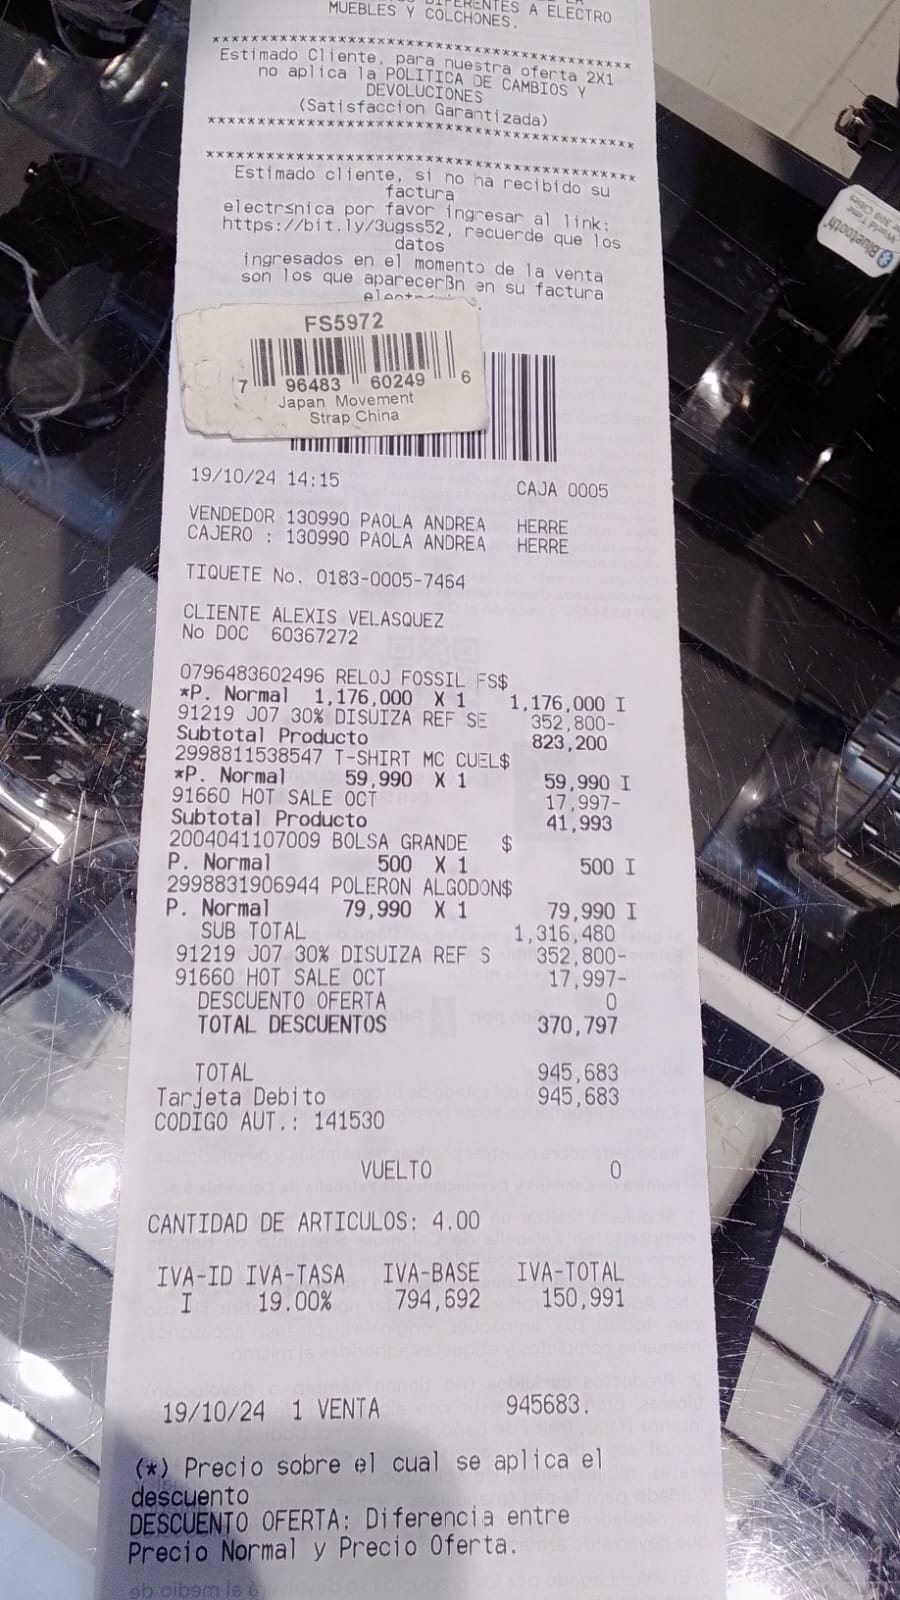 DIFERENTES A ELECTRO
MUEBLES Y COLCHONES.
****************************************
Estimado Cliente, para nuestra oferta 2X1
no aplica la POLITICA DE CAMBIOS Y
DEVOLUCIONES
(Satisfaccion Garantizada)
****************************************
****************************************
Estimado cliente, si no ha recibido su
factura
electrsnica por favor ingresar al link:
https://bit.ly/3ugss52, recuerde que los
datos
ingresados en el momento de la venta
son los que aparecerßn en su factura
FS5972
7 96483 60249 6
Japan Movement
Strap China
19/10/24 14:15 CAJA 0005
VENDEDOR 130990 PAOLA ANDREA HERRE
CAJERO : 130990 PAOLA ANDREA HERRE
TIQUETE No. 0183-0005-7464
CLIENTE ALEXIS VELASQUEZ
No DOC 60367272
0796483602496 RELOJ FOSSIL FS$
*P. Normal 1,176,000 X 1 1,176,000 I
91219 J07 30% DISUIZA REF SE 352,800-
Subtotal Producto 823,200
2998811538547 T-SHIRT MC CUEL$
*P. Normal 59,990 X 1 59,990 I
91660 HOT SALE OCT 17,997-
Subtotal Producto 41,993
2004041107009 BOLSA GRANDE $
P. Normal 500 X 1 500 I
2998831906944 POLERON ALGODON$
P. Normal 79,990 X 1 79,990 I
SUB TOTAL 1,316,480
91219 J07 30% DISUIZA REF S 352,800-
91660 HOT SALE OCT 17,997-
DESCUENTO OFERTA 0
TOTAL DESCUENTOS 370,797
TOTAL 945,683
Tarjeta Debito 945,683
CODIGO AUT.: 141530
VUELTO 0
CANTIDAD DE ARTICULOS: 4.00
IVA-ID IVA-TASA IVA-BASE IVA-TOTAL
I 19.00% 794,692 150,991
19/10/24 1 VENTA 945683.
(*) Precio sobre el cual se aplica el
descuento
DESCUENTO OFERTA: Diferencia entre
Precio Normal y Precio Oferta.
Bluetooth
World Time